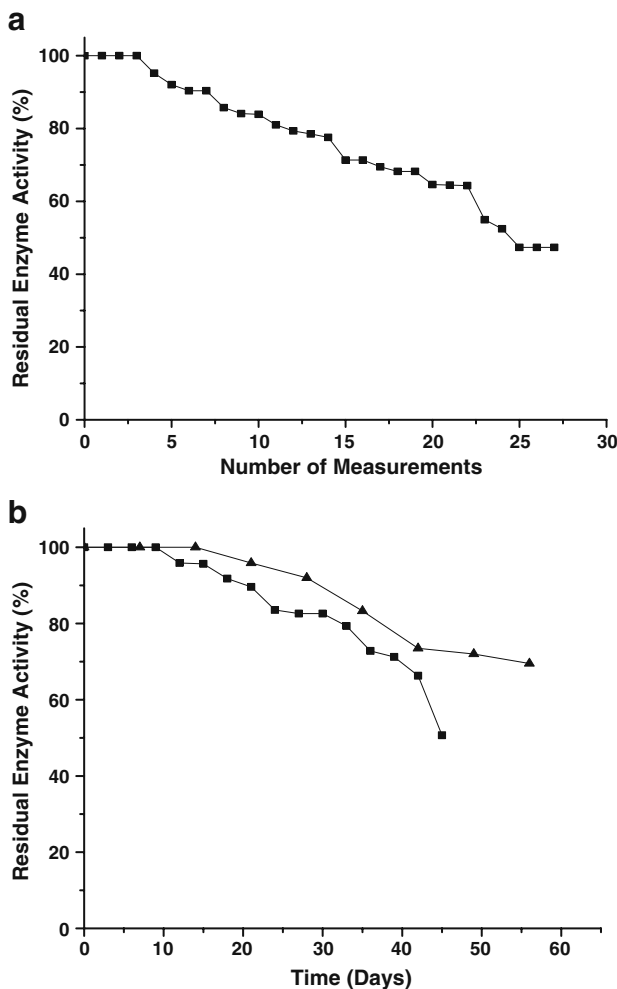 a
Residual Enzyme Activity (%)
100
80
60
40
20
0
0 5 10 15 20 25 30
Number of Measurements
b
Residual Enzyme Activity (%)
100
80
60
40
20
0
0 10 20 30 40 50 60
Time (Days)